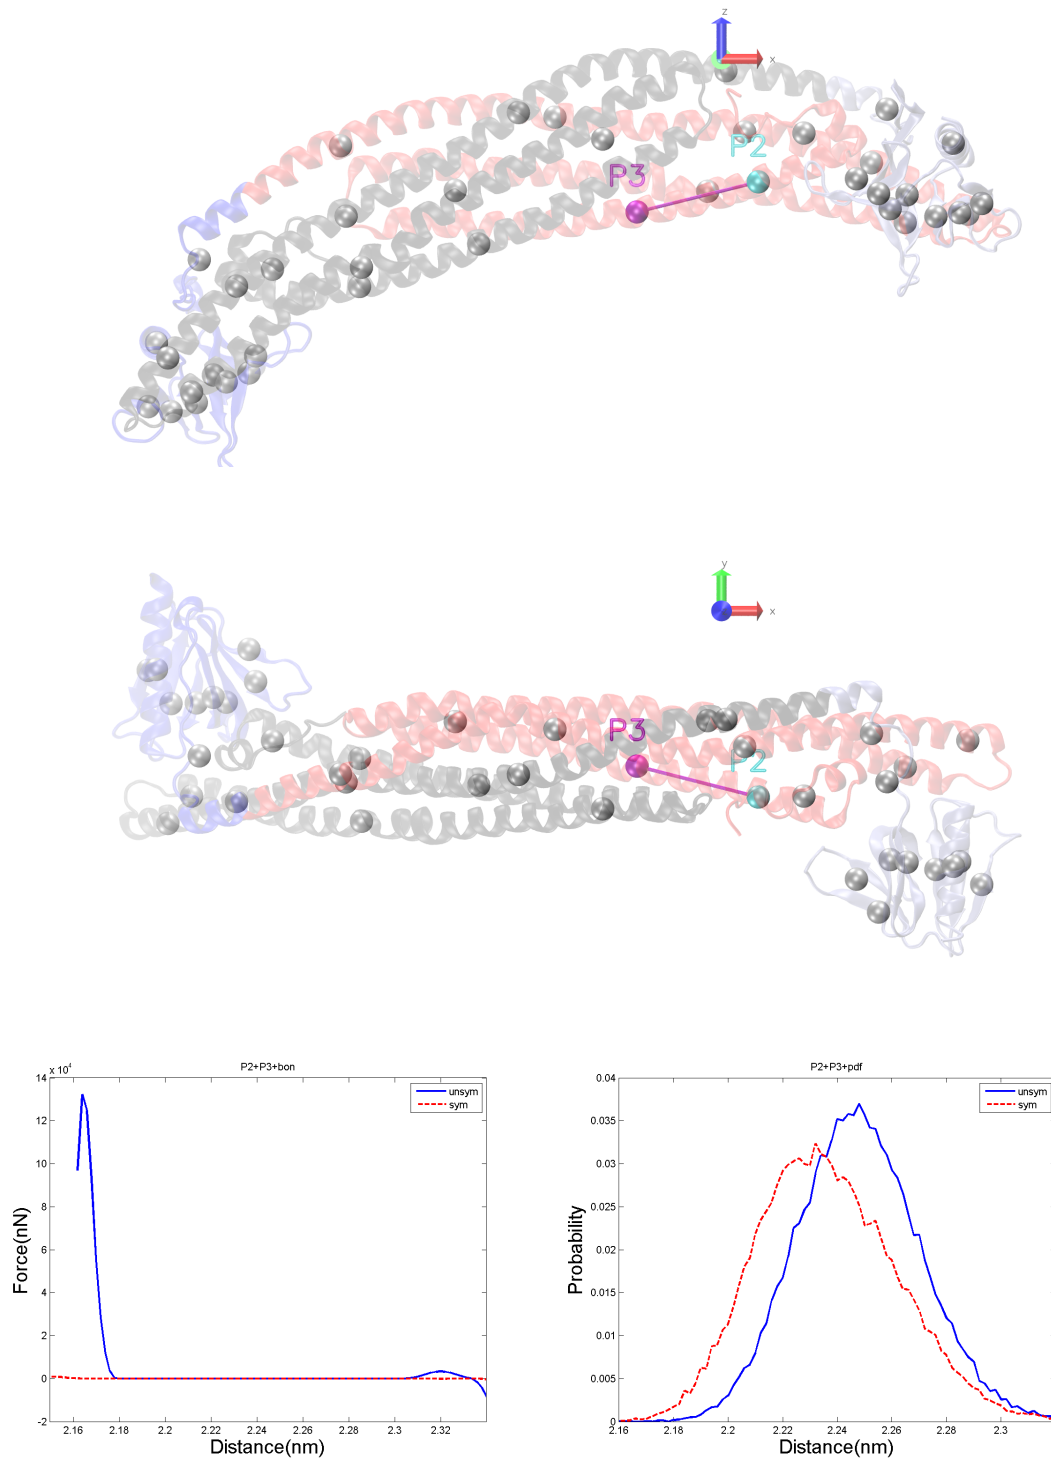 z
x
P2
P3
y
x
P3
P2
P2+P3+bon
x 10^4
unsym
sym
14
12
10
8
6
4
2
0
-2
Force(nN)
2.16 2.18 2.2 2.22 2.24 2.26 2.28 2.3 2.32
Distance(nm)
P2+P3+pdf
unsym
sym
0.04
0.035
0.03
0.025
0.02
0.015
0.01
0.005
0
Probability
2.16 2.18 2.2 2.22 2.24 2.26 2.28 2.3
Distance(nm)